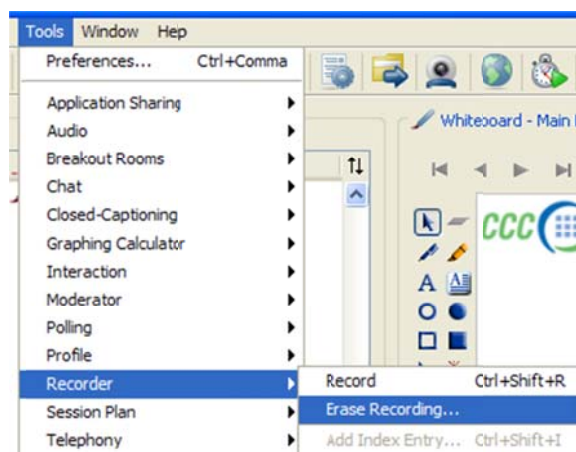 Tools Window Hep
Preferences... Ctrl+Comma
Application Sharing
Audio
Breakout Rooms
Chat
Closed-Captioning
Graphing Calculator
Interaction
Moderator
Polling
Profile
Recorder
Session Plan
Telephony
Record Ctrl+Shift+R
Erase Recording...
Add Index Entry... Ctrl+Shift+I
Whiteboard - Main
CCC
A